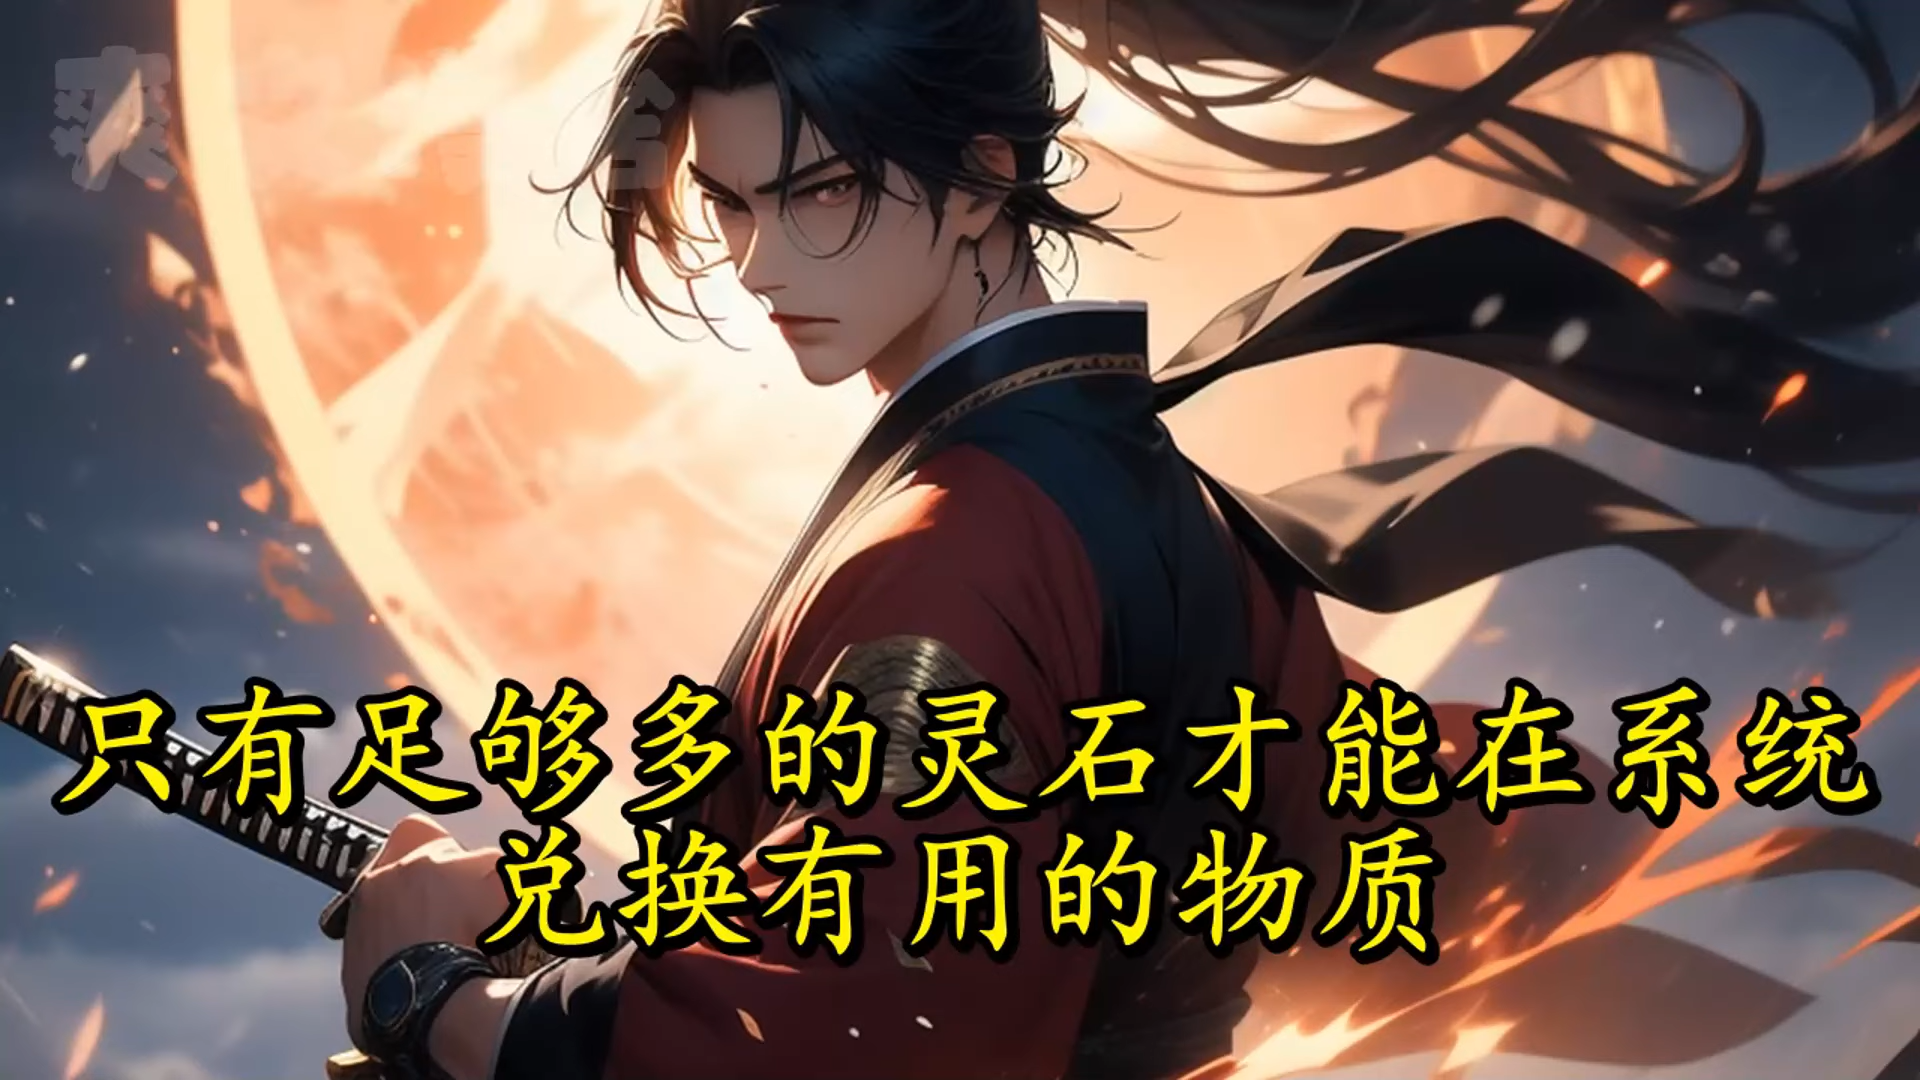 爽
只有足够多的灵石才能在系统
兑换有用的物质